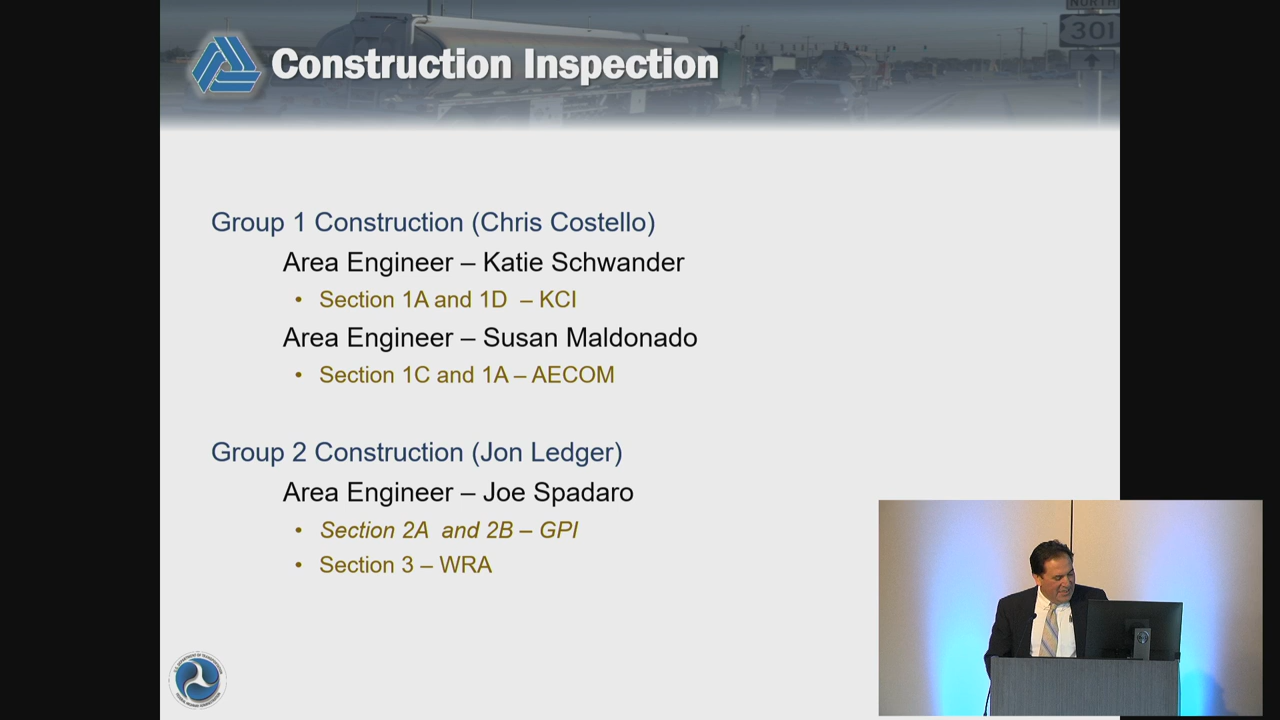 NORTH
301
Construction Inspection
Group 1 Construction (Chris Costello)
Area Engineer – Katie Schwander
• Section 1A and 1D – KCI
Area Engineer – Susan Maldonado
• Section 1C and 1A – AECOM
Group 2 Construction (Jon Ledger)
Area Engineer – Joe Spadaro
• Section 2A and 2B – GPI
• Section 3 – WRA